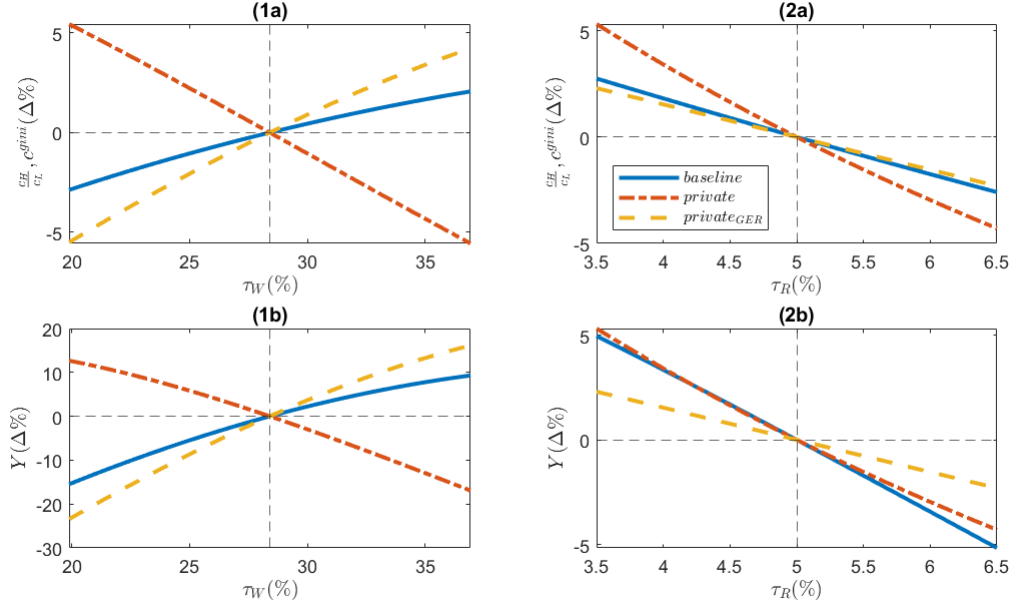 (1a)
5
0
-5
c_H/c_L, c^{gini}(Δ%)
20 25 30 35
τ_W(%)
(2a)
5
0
-5
c_H/c_L, c^{gini}(Δ%)
baseline
private
private_{GER}
3.5 4 4.5 5 5.5 6 6.5
τ_R(%)
(1b)
20
10
0
-10
-20
-30
Y(Δ%)
20 25 30 35
τ_W(%)
(2b)
5
0
-5
Y(Δ%)
3.5 4 4.5 5 5.5 6 6.5
τ_R(%)